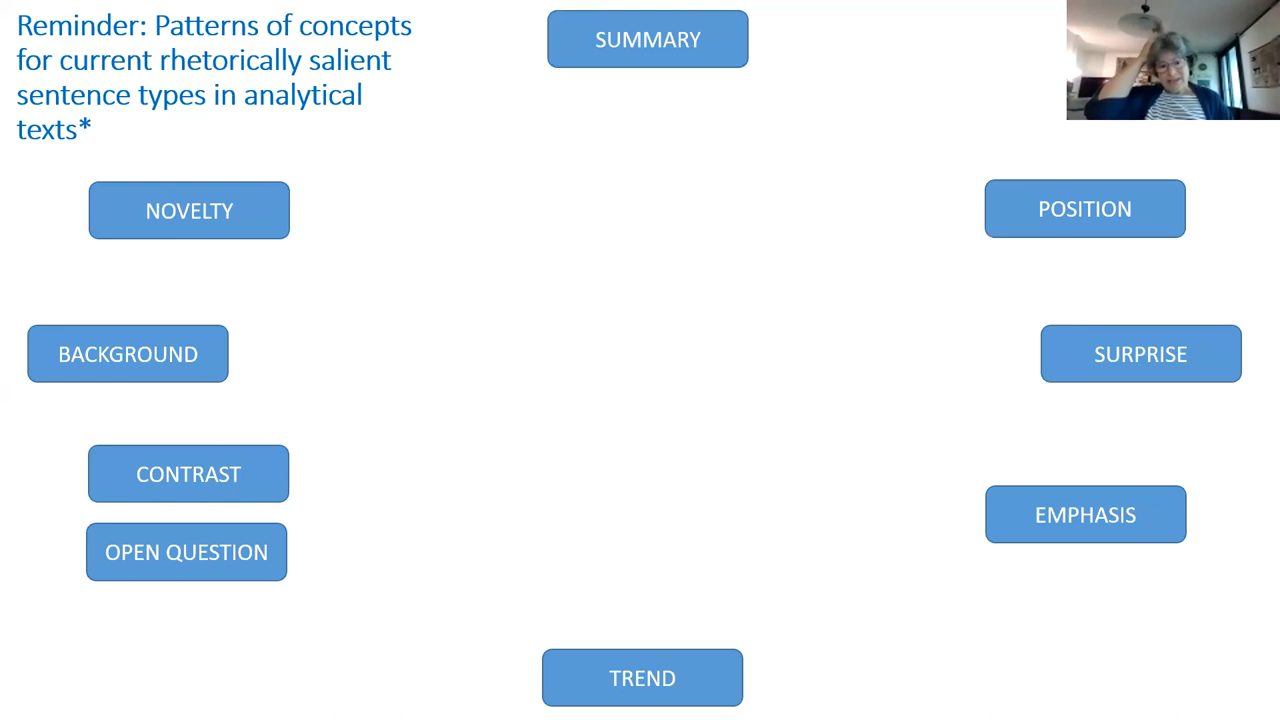 Reminder: Patterns of concepts
for current rhetorically salient
sentence types in analytical
texts*
SUMMARY
NOVELTY
POSITION
BACKGROUND
SURPRISE
CONTRAST
EMPHASIS
OPEN QUESTION
TREND